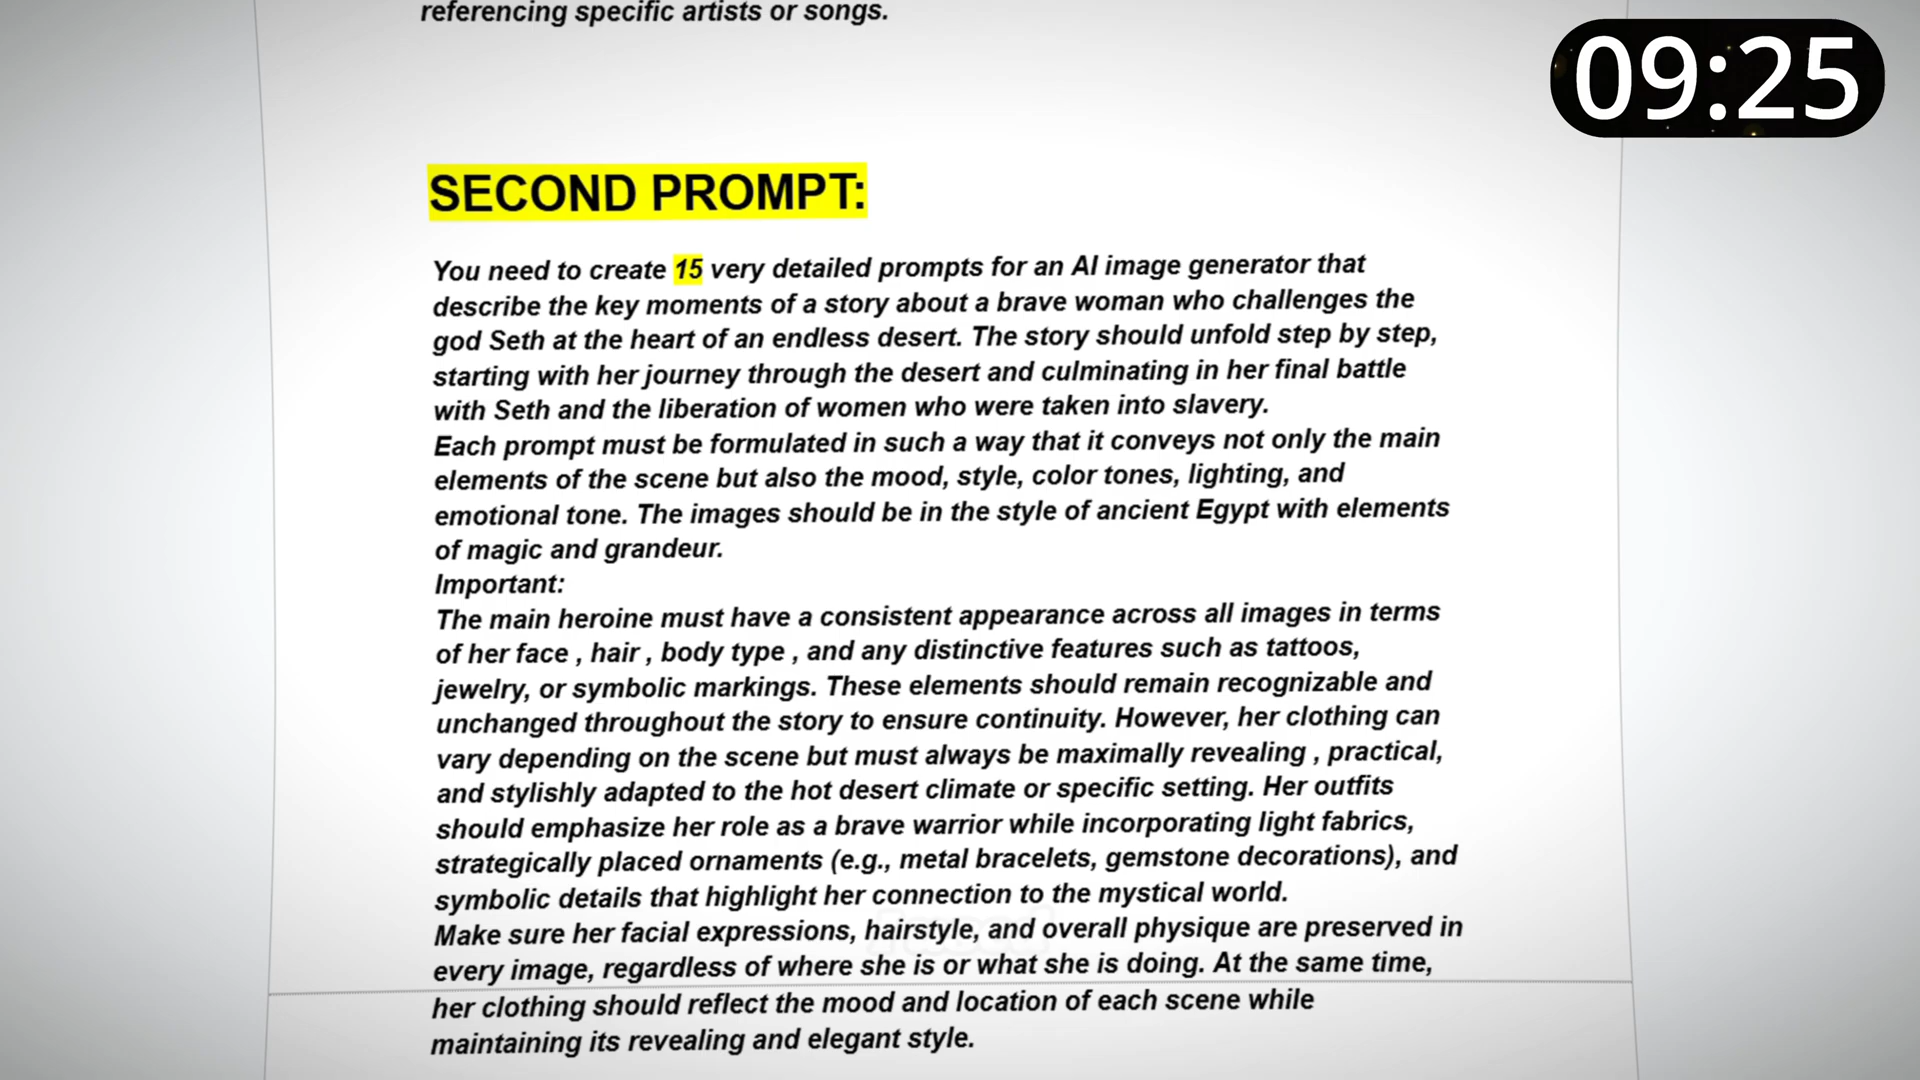 referencing specific artists or songs.
09:25
SECOND PROMPT:
You need to create 15 very detailed prompts for an AI image generator that
describe the key moments of a story about a brave woman who challenges the
god Seth at the heart of an endless desert. The story should unfold step by step,
starting with her journey through the desert and culminating in her final battle
with Seth and the liberation of women who were taken into slavery.
Each prompt must be formulated in such a way that it conveys not only the main
elements of the scene but also the mood, style, color tones, lighting, and
emotional tone. The images should be in the style of ancient Egypt with elements
of magic and grandeur.
Important:
The main heroine must have a consistent appearance across all images in terms
of her face , hair , body type , and any distinctive features such as tattoos,
jewelry, or symbolic markings. These elements should remain recognizable and
unchanged throughout the story to ensure continuity. However, her clothing can
vary depending on the scene but must always be maximally revealing , practical,
and stylishly adapted to the hot desert climate or specific setting. Her outfits
should emphasize her role as a brave warrior while incorporating light fabrics,
strategically placed ornaments (e.g., metal bracelets, gemstone decorations), and
symbolic details that highlight her connection to the mystical world.
Make sure her facial expressions, hairstyle, and overall physique are preserved in
every image, regardless of where she is or what she is doing. At the same time,
her clothing should reflect the mood and location of each scene while
maintaining its revealing and elegant style.